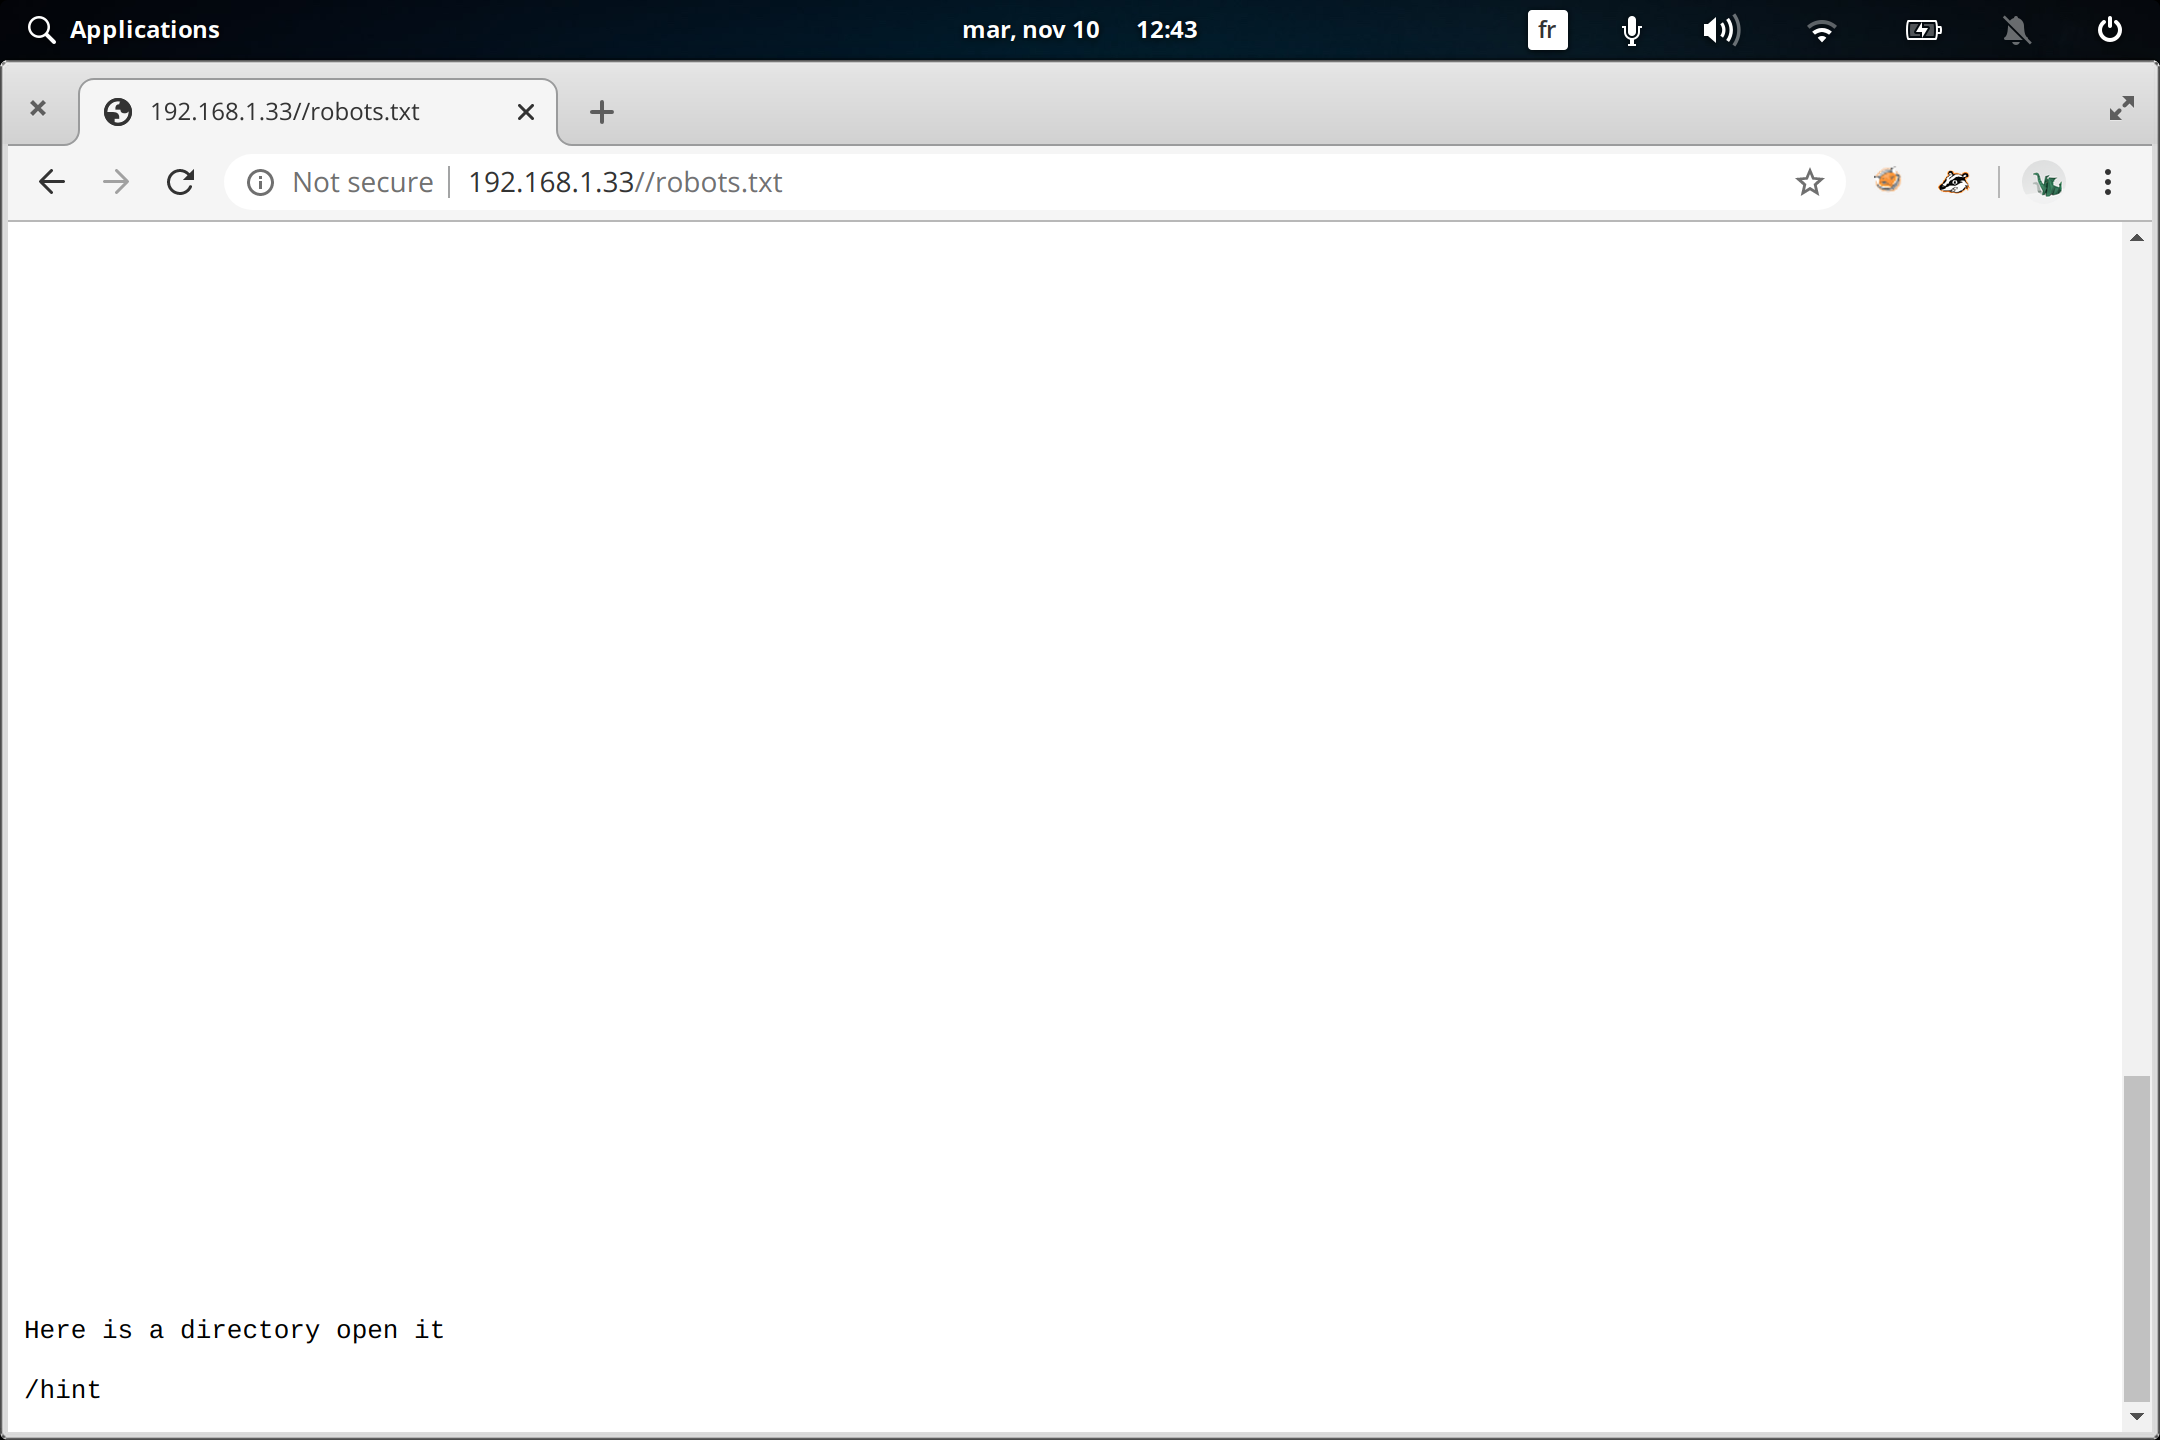 Applications
mar, nov 10 12:43
fr
192.168.1.33//robots.txt
Not secure 192.168.1.33//robots.txt
Here is a directory open it
/hint